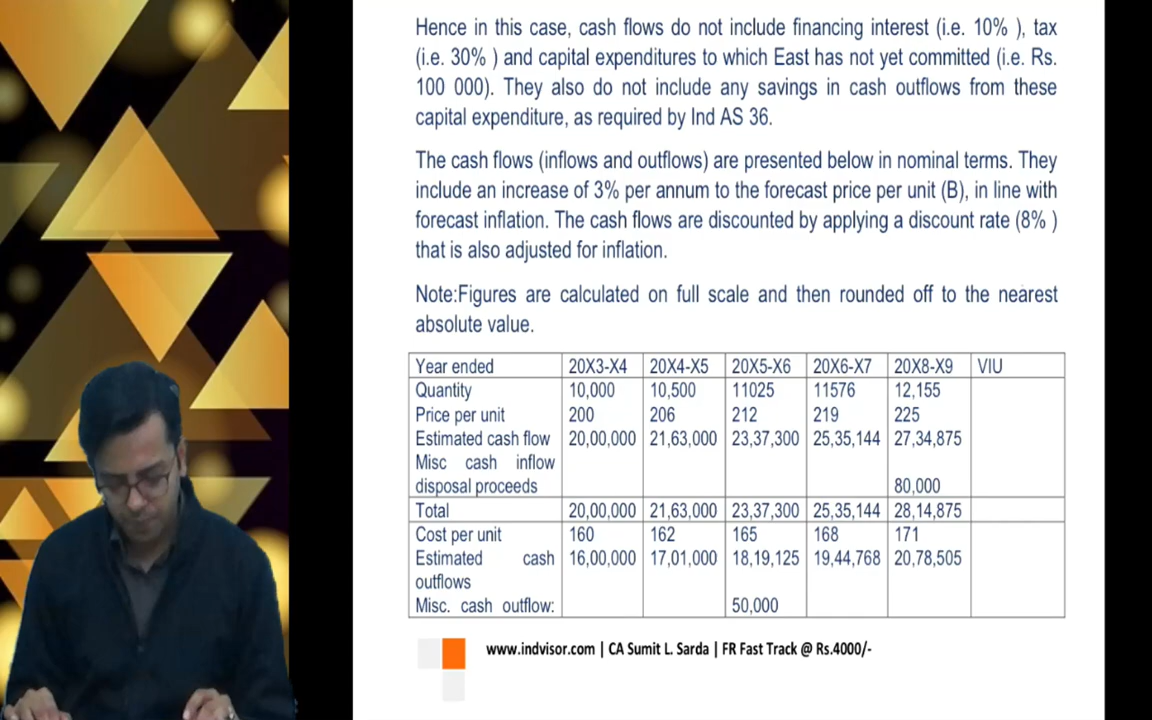 Hence in this case, cash flows do not include financing interest (i.e. 10% ), tax
(i.e. 30% ) and capital expenditures to which East has not yet committed (i.e. Rs.
100 000). They also do not include any savings in cash outflows from these
capital expenditure, as required by Ind AS 36.
The cash flows (inflows and outflows) are presented below in nominal terms. They
include an increase of 3% per annum to the forecast price per unit (B), in line with
forecast inflation. The cash flows are discounted by applying a discount rate (8% )
that is also adjusted for inflation.
Note:Figures are calculated on full scale and then rounded off to the nearest
absolute value.
Year ended 20X3-X4 20X4-X5 20X5-X6 20X6-X7 20X8-X9 VIU
Quantity 10,000 10,500 11025 11576 12,155
Price per unit 200 206 212 219 225
Estimated cash flow 20,00,000 21,63,000 23,37,300 25,35,144 27,34,875
Misc cash inflow
disposal proceeds 80,000
Total 20,00,000 21,63,000 23,37,300 25,35,144 28,14,875
Cost per unit 160 162 165 168 171
Estimated cash 16,00,000 17,01,000 18,19,125 19,44,768 20,78,505
outflows
Misc. cash outflow: 50,000
www.indvisor.com | CA Sumit L. Sarda | FR Fast Track @ Rs.4000/-